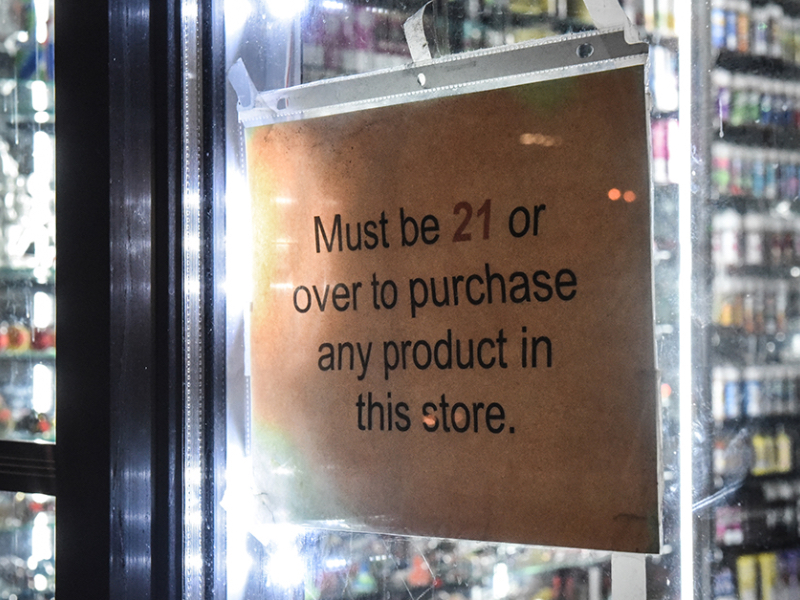 Must be 21 or
over to purchase
any product in
this store.